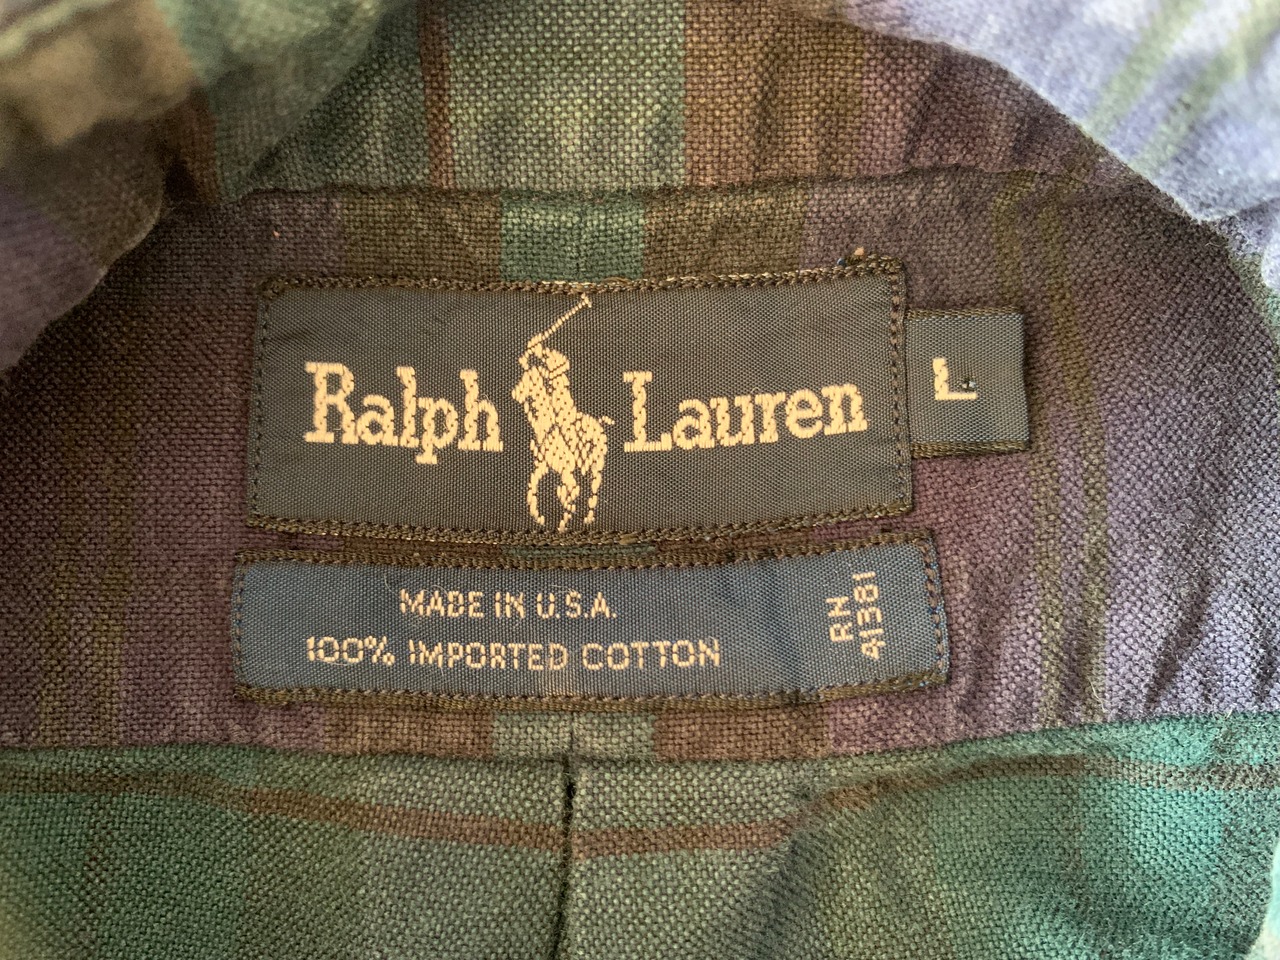 Ralph Lauren
L
MADE IN U.S.A.
100% IMPORTED COTTON
RN
41381